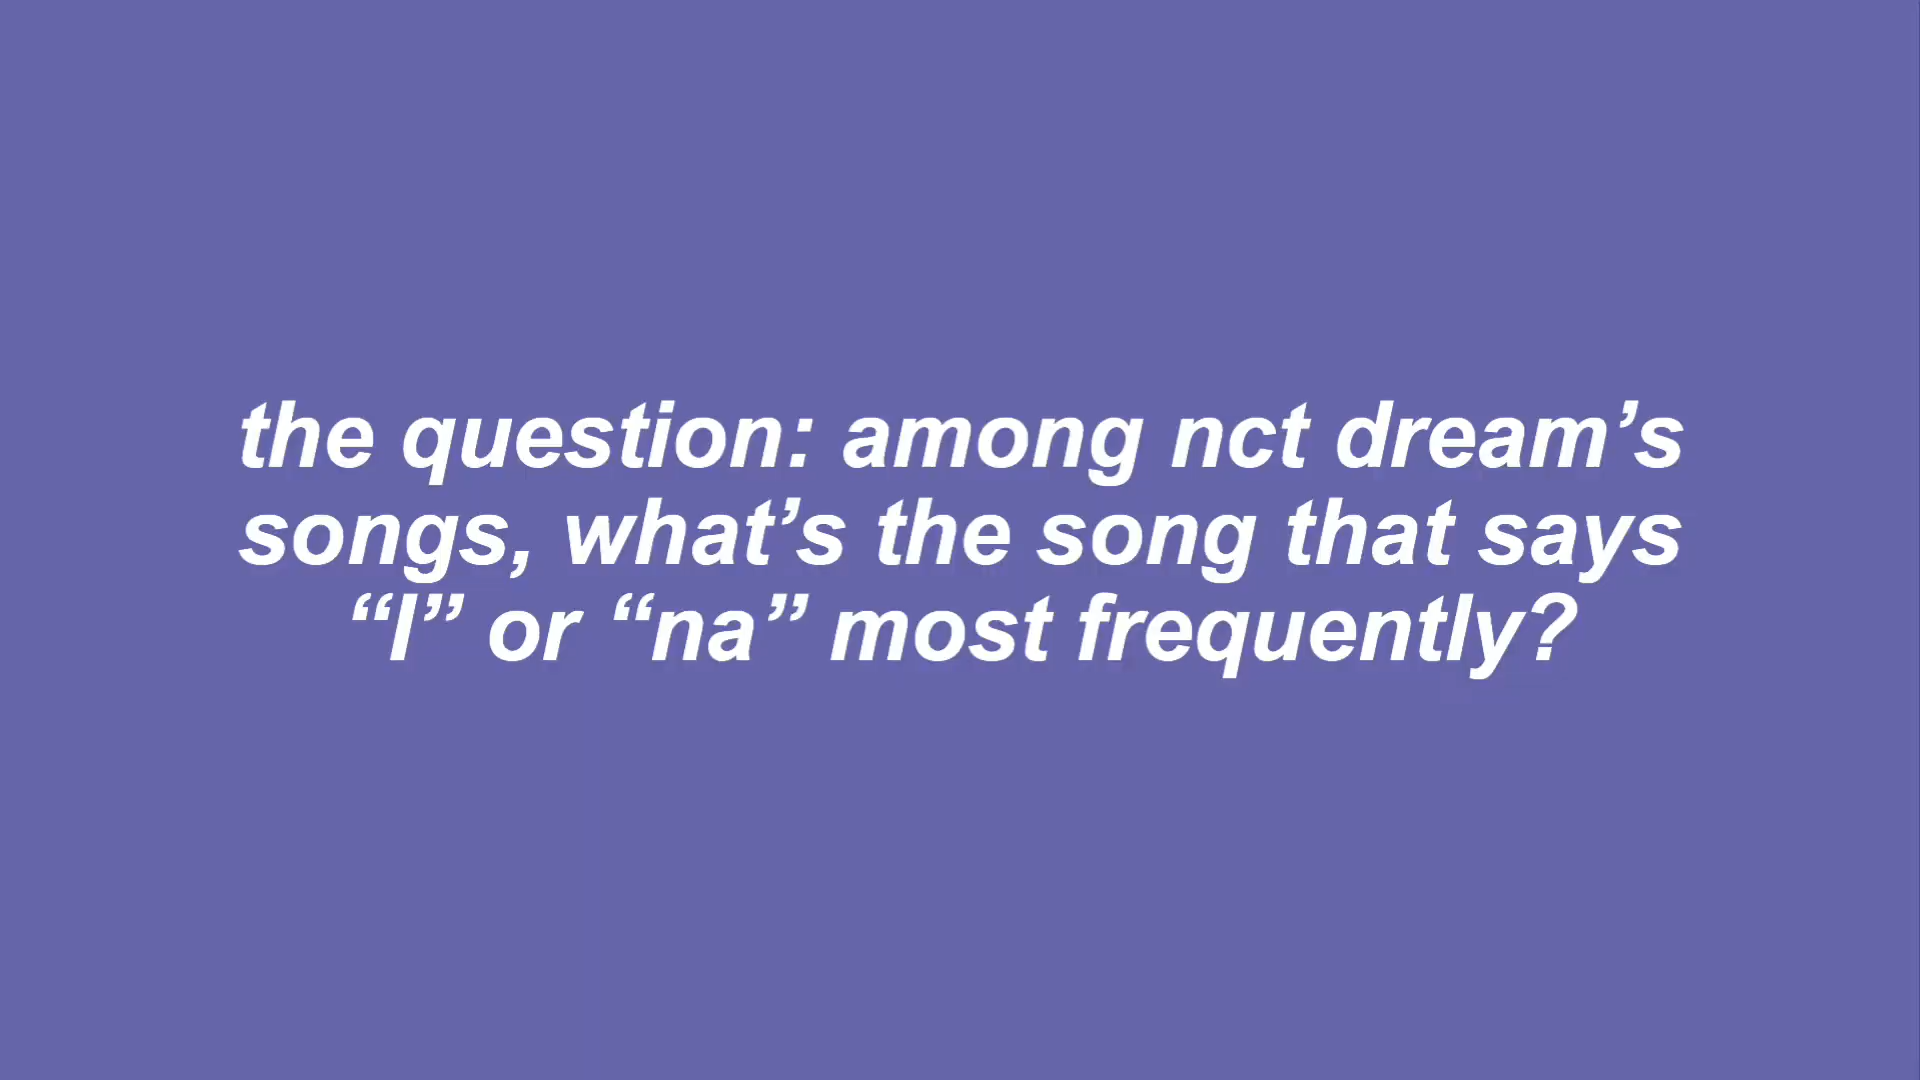 the question: among nct dream’s
songs, what’s the song that says
“I” or “na” most frequently?